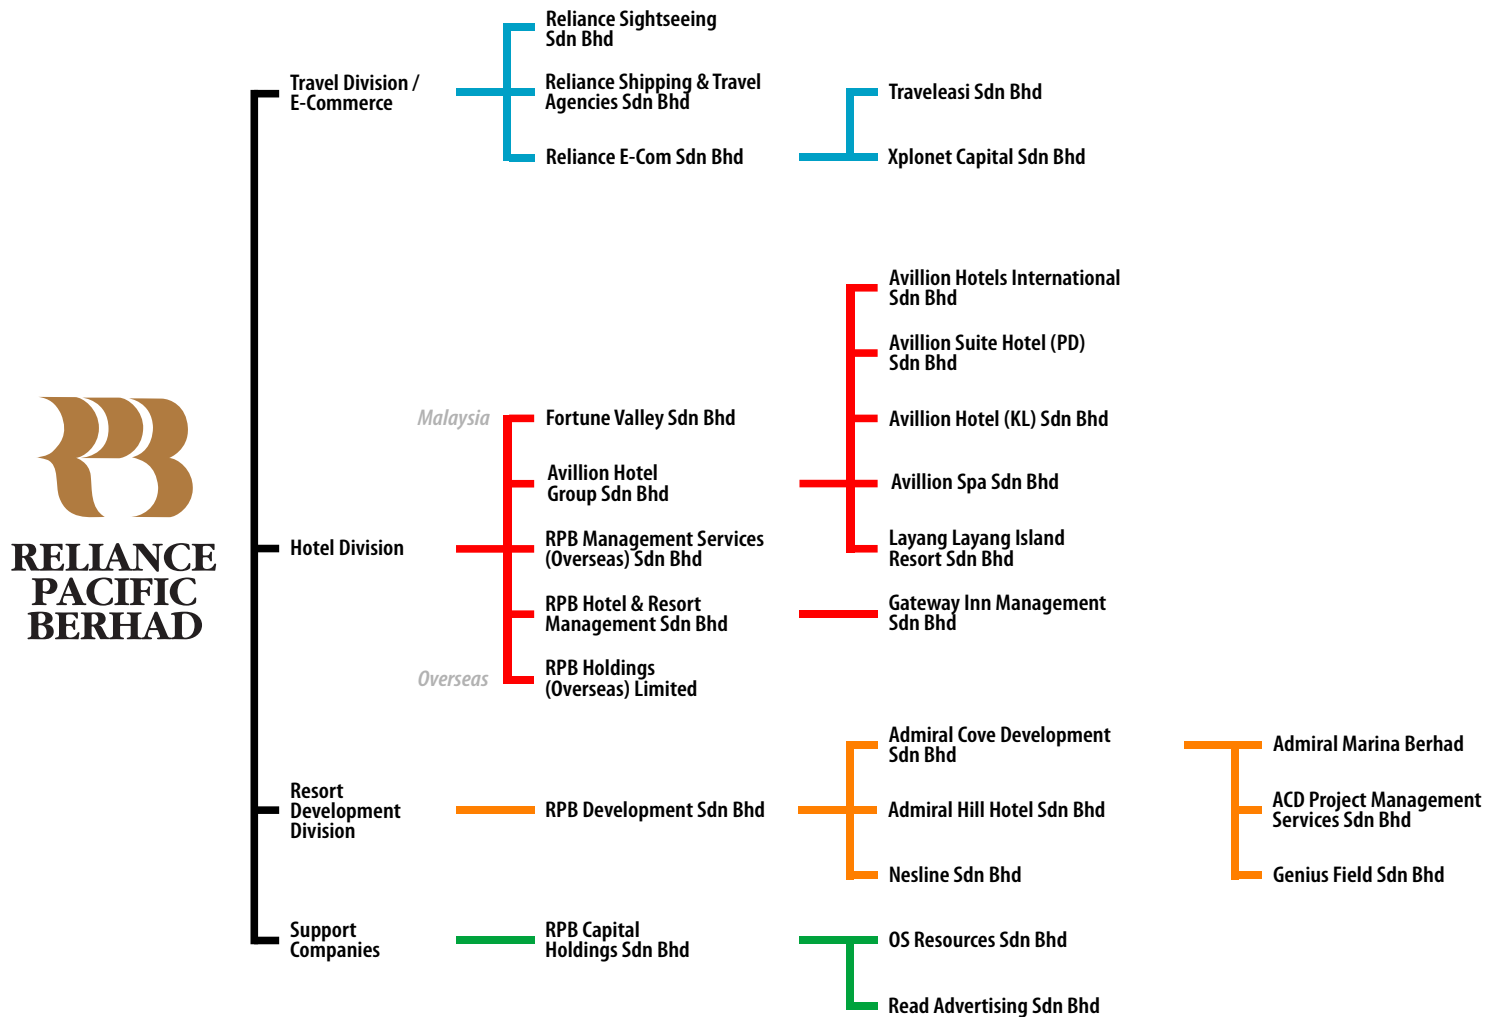 RELIANCE
PACIFIC
BERHAD
Travel Division /
E-Commerce
Reliance Sightseeing
Sdn Bhd
Reliance Shipping & Travel
Agencies Sdn Bhd
Reliance E-Com Sdn Bhd
Traveleasi Sdn Bhd
Xplonet Capital Sdn Bhd
Hotel Division
Malaysia
Fortune Valley Sdn Bhd
Avillion Hotel
Group Sdn Bhd
RPB Management Services
(Overseas) Sdn Bhd
RPB Hotel & Resort
Management Sdn Bhd
Overseas
RPB Holdings
(Overseas) Limited
Avillion Hotels International
Sdn Bhd
Avillion Suite Hotel (PD)
Sdn Bhd
Avillion Hotel (KL) Sdn Bhd
Avillion Spa Sdn Bhd
Layang Layang Island
Resort Sdn Bhd
Gateway Inn Management
Sdn Bhd
Resort
Development
Division
RPB Development Sdn Bhd
Admiral Cove Development
Sdn Bhd
Admiral Hill Hotel Sdn Bhd
Nesline Sdn Bhd
Admiral Marina Berhad
ACD Project Management
Services Sdn Bhd
Genius Field Sdn Bhd
Support
Companies
RPB Capital
Holdings Sdn Bhd
OS Resources Sdn Bhd
Read Advertising Sdn Bhd